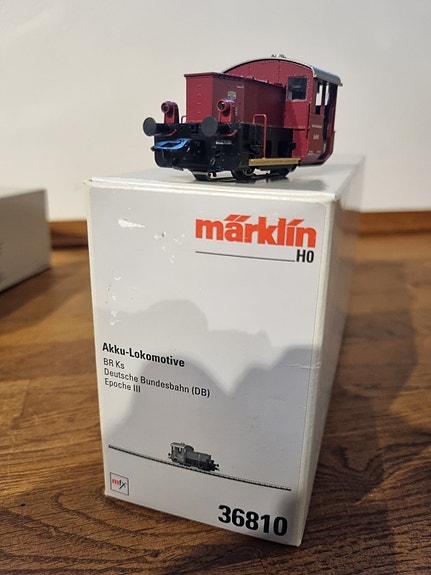 märklin
H0
Akku-Lokomotive
BR Ks
Deutsche Bundesbahn (DB)
Epoche III
mfx
36810